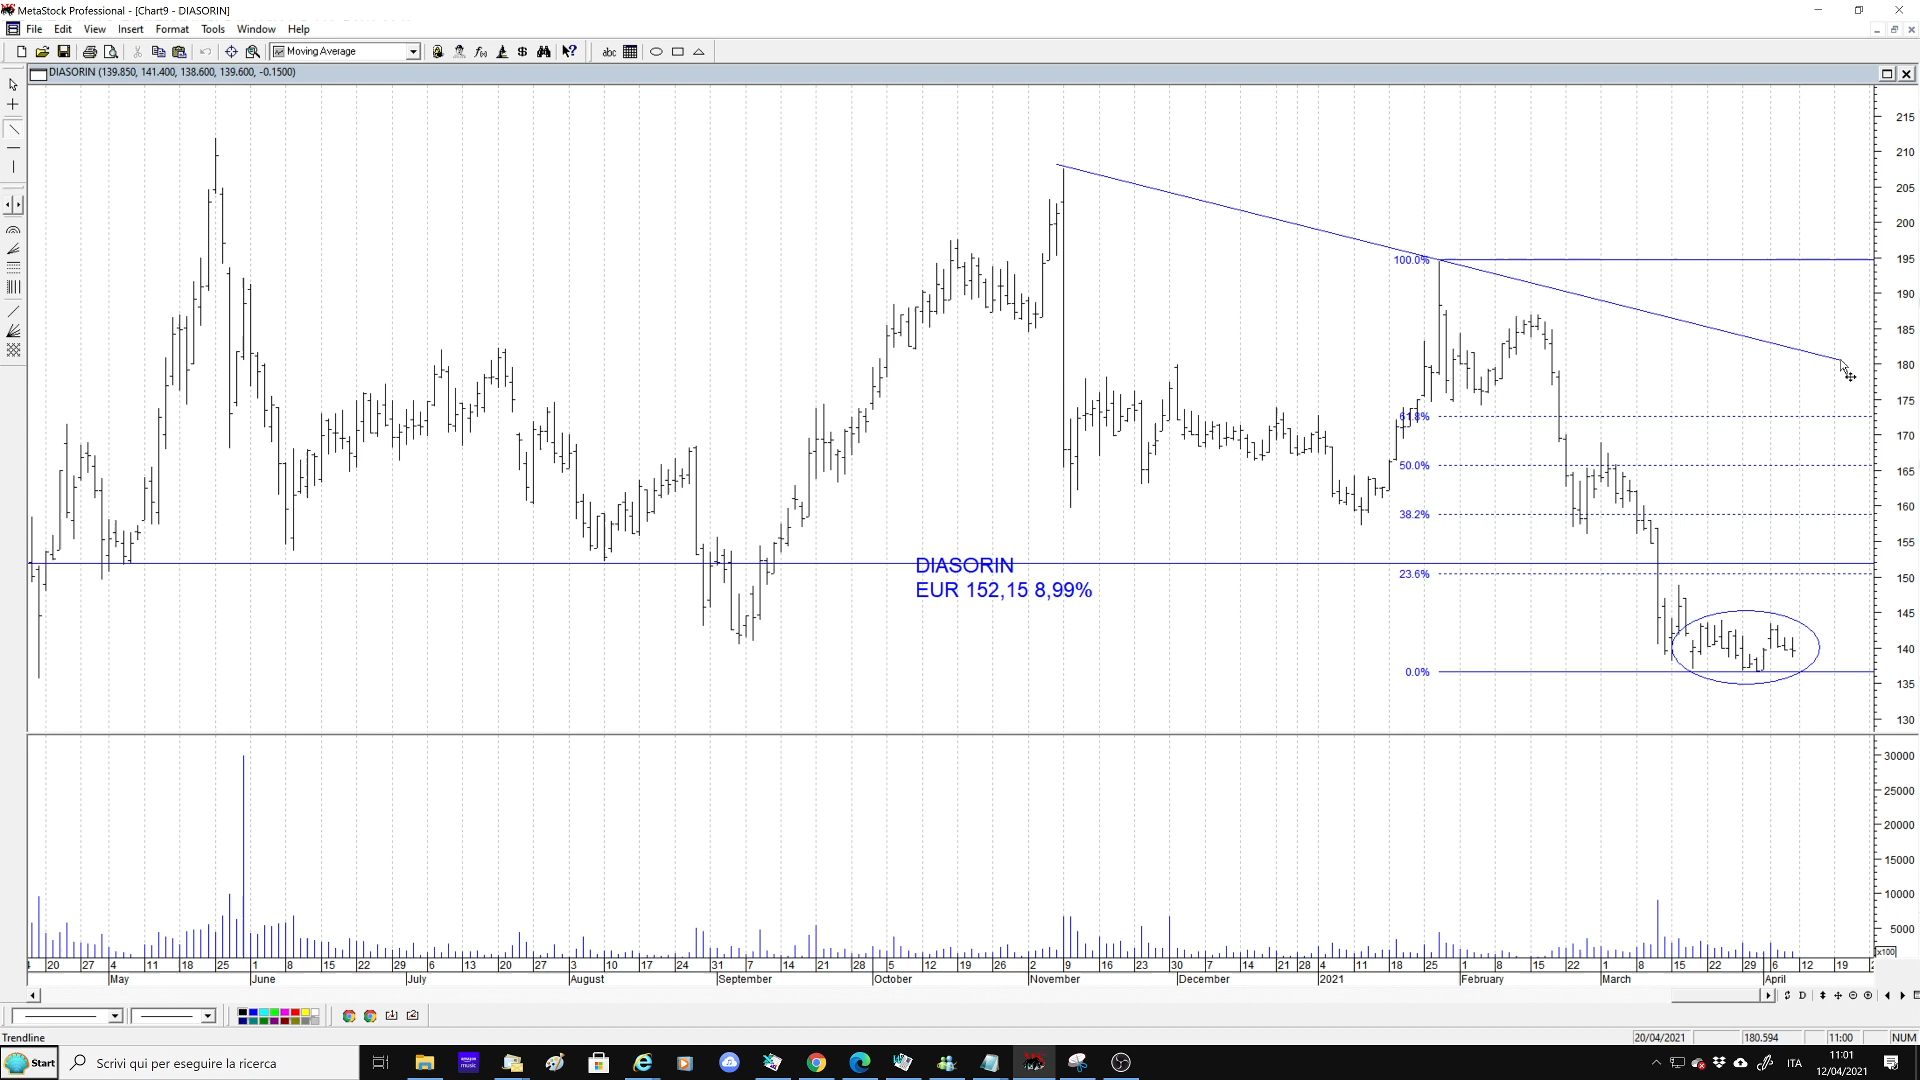 MetaStock Professional - [Chart9 - DIASORIN]
File Edit View Insert Format Tools Window Help
Moving Average
abc
DIASORIN (139.850, 141.400, 138.600, 139.600, -0.1500)
215
210
205
200
195
190
185
180
175
170
165
160
155
150
145
140
135
130
100.0%
61.8%
50.0%
38.2%
23.6%
0.0%
DIASORIN
EUR 152,15 8,99%
30000
25000
20000
15000
10000
5000
x100
20 27 4 11 18 25 1 8 15 22 29 6 13 20 27 3 10 17 24 31 7 14 21 28 5 12 19 26 2 9 16 23 30 7 14 21 28 4 11 18 25 1 8 15 22 1 8 15 22 29 6 12 19
May June July August September October November December 2021 February March April
D
Trendline
20/04/2021 180.594 11:00 NUM
Start
Scrivi qui per eseguire la ricerca
ITA
11:01
12/04/2021